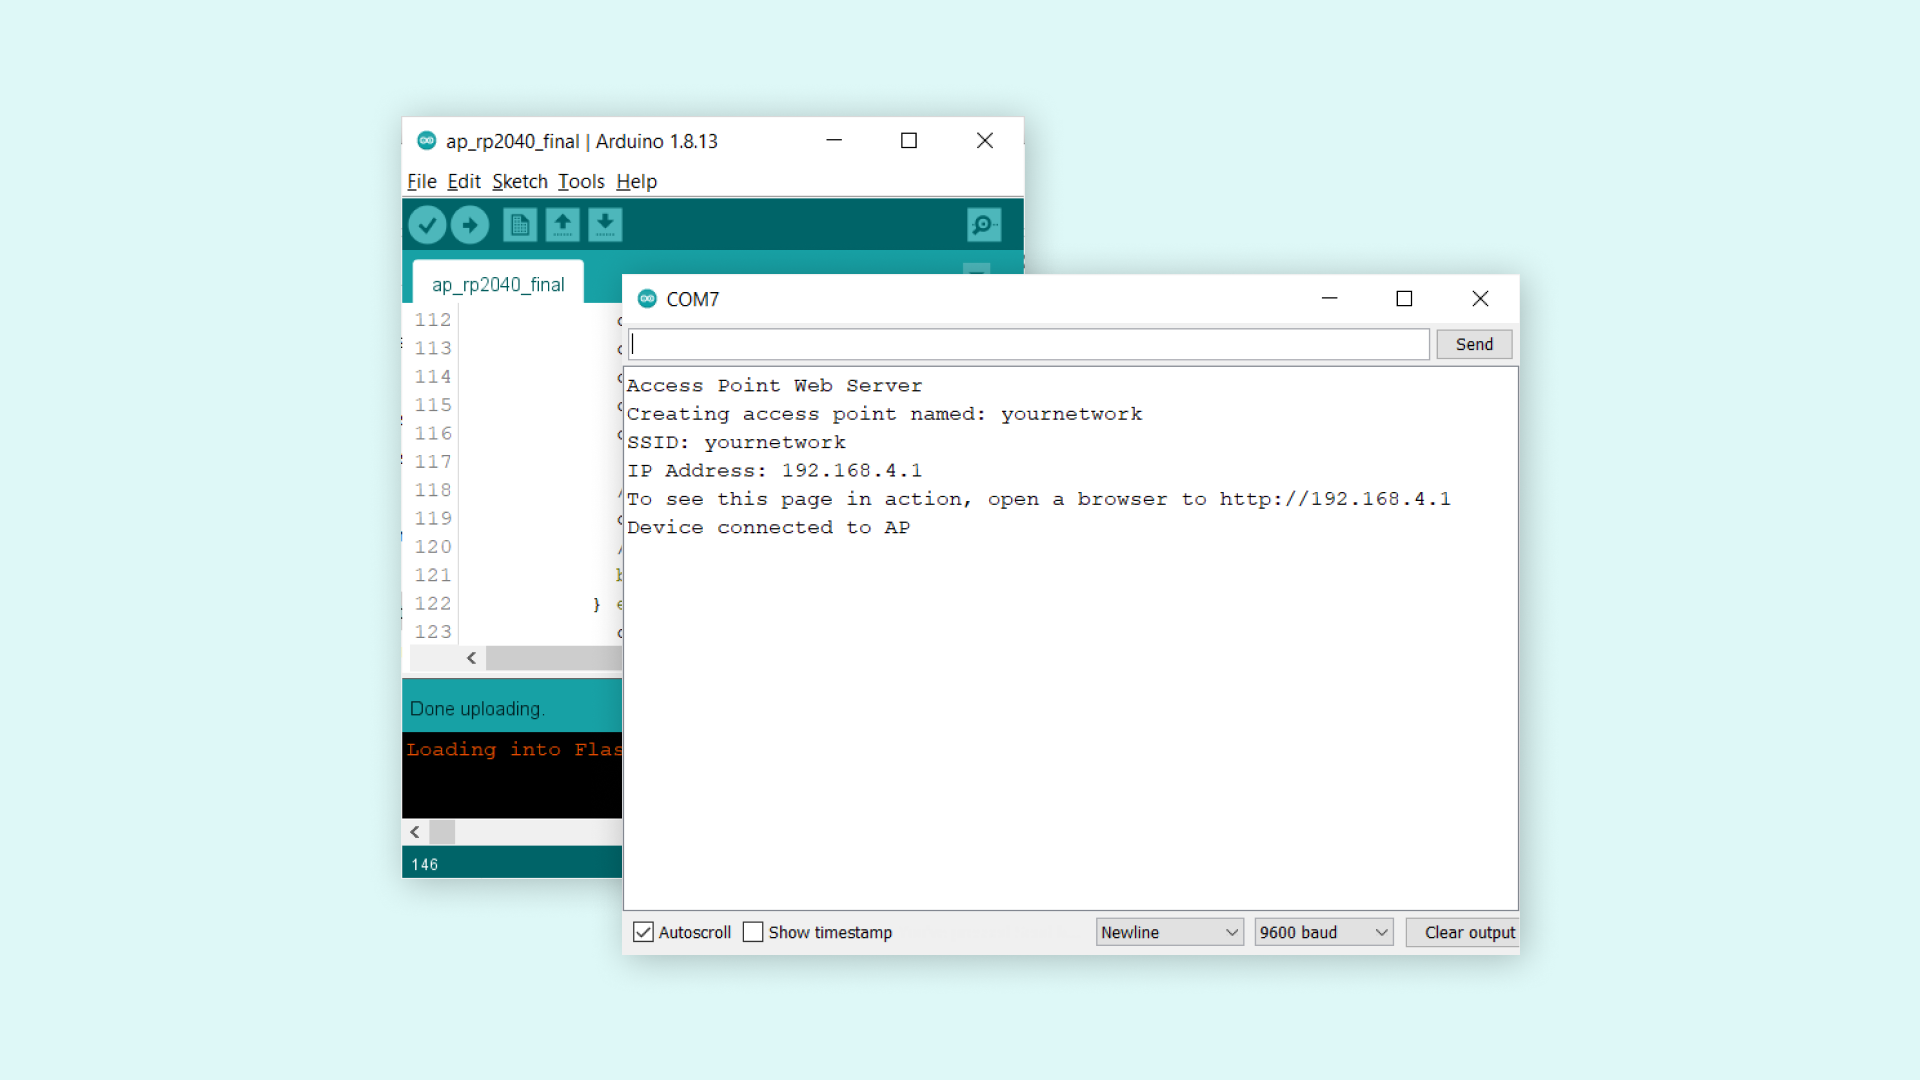 ap_rp2040_final | Arduino 1.8.13
File Edit Sketch Tools Help
ap_rp2040_final
112
113
114
115
116
117
118
119
120
121
122 }
123
Done uploading.
Loading into Flas
146
COM7
Send
Access Point Web Server
Creating access point named: yournetwork
SSID: yournetwork
IP Address: 192.168.4.1
To see this page in action, open a browser to http://192.168.4.1
Device connected to AP
Autoscroll Show timestamp Newline 9600 baud Clear output